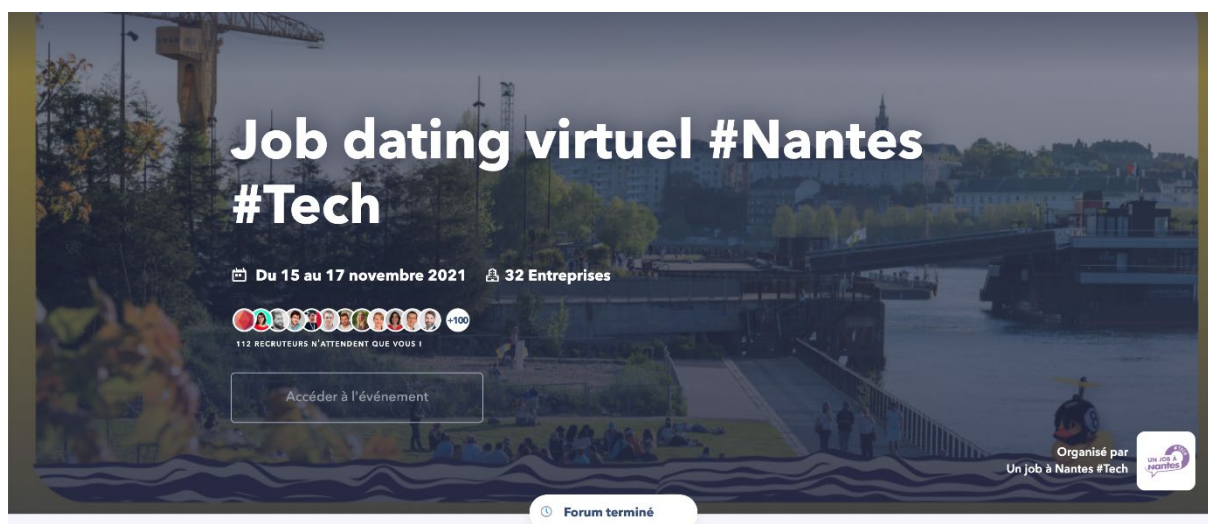 Job dating virtuel #Nantes
#Tech
Du 15 au 17 novembre 2021 32 Entreprises
+100
112 RECRUTEURS N'ATTENDENT QUE VOUS !
Accéder à l'événement
Organisé par
Un job à Nantes #Tech
UN JOB À
Nantes
Forum terminé